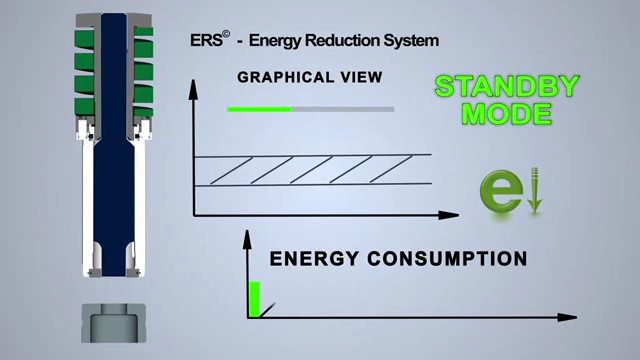 ERS© - Energy Reduction System
GRAPHICAL VIEW
STANDBY
MODE
e
ENERGY CONSUMPTION